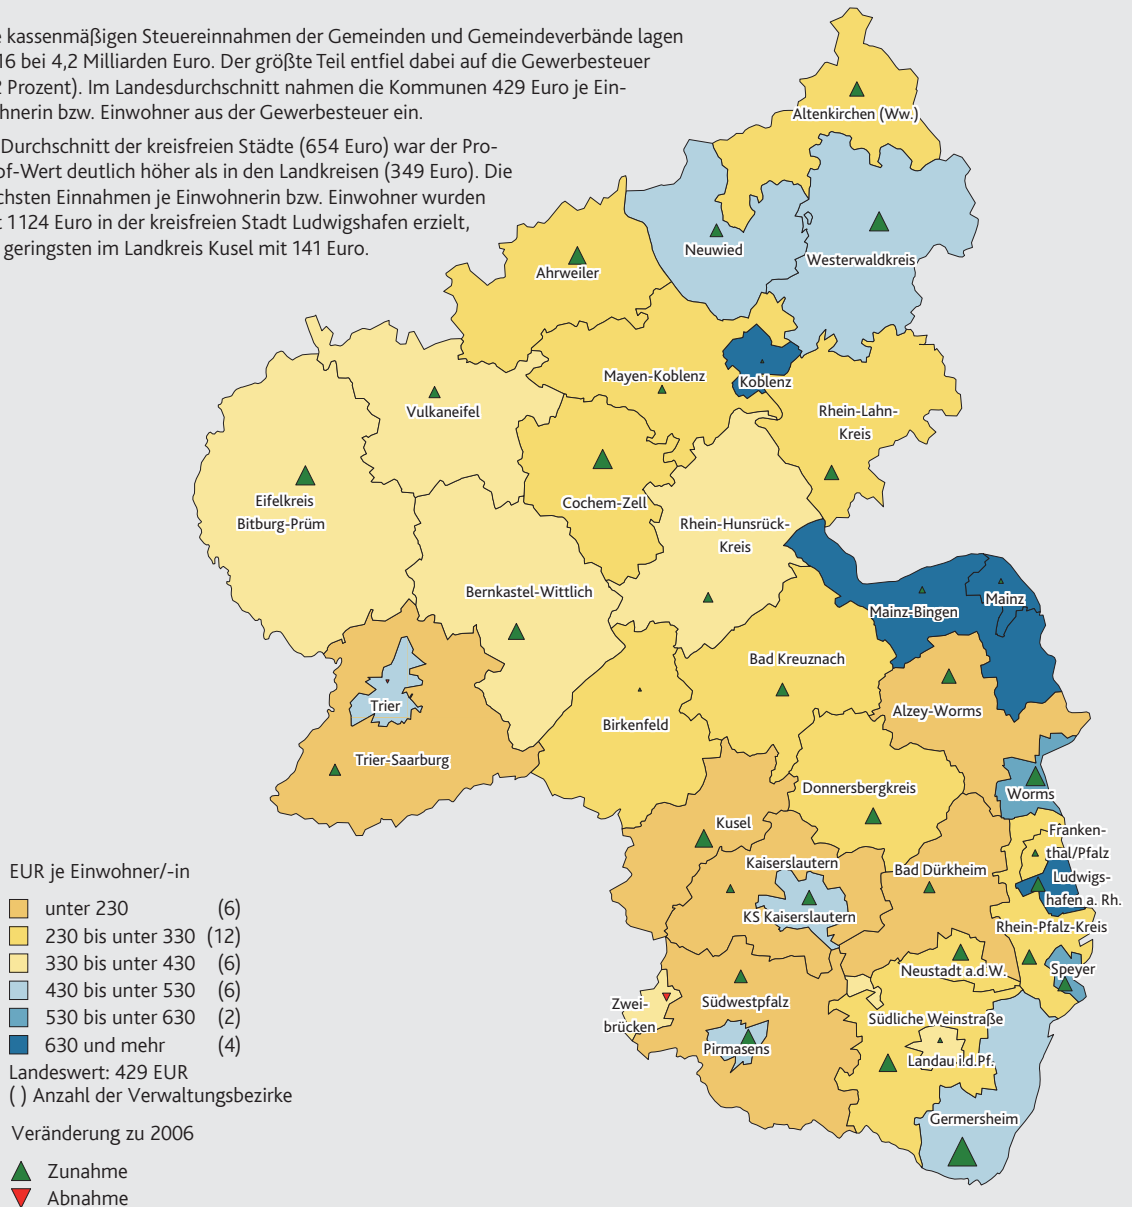 kassenmäßigen Steuereinnahmen der Gemeinden und Gemeindeverbände lagen
16 bei 4,2 Milliarden Euro. Der größte Teil entfiel dabei auf die Gewerbesteuer
2 Prozent). Im Landesdurchschnitt nahmen die Kommunen 429 Euro je Ein-
hnerin bzw. Einwohner aus der Gewerbesteuer ein.
Durchschnitt der kreisfreien Städte (654 Euro) war der Pro-
of-Wert deutlich höher als in den Landkreisen (349 Euro). Die
chsten Einnahmen je Einwohnerin bzw. Einwohner wurden
t 1124 Euro in der kreisfreien Stadt Ludwigshafen erzielt,
geringsten im Landkreis Kusel mit 141 Euro.
Altenkirchen (Ww.)
Neuwied
Westerwaldkreis
Ahrweiler
Mayen-Koblenz
Koblenz
Vulkaneifel
Rhein-Lahn-
Kreis
Eifelkreis
Bitburg-Prüm
Cochem-Zell
Rhein-Hunsrück-
Kreis
Bernkastel-Wittlich
Mainz-Bingen
Mainz
Bad Kreuznach
Trier
Birkenfeld
Alzey-Worms
Trier-Saarburg
Donnersbergkreis
Worms
Kusel
Franken-
thal/Pfalz
Kaiserslautern
Bad Dürkheim
Ludwigs-
hafen a. Rh.
KS Kaiserslautern
Rhein-Pfalz-Kreis
Neustadt a.d.W.
Speyer
Zwei-
brücken
Südwestpfalz
Südliche Weinstraße
Pirmasens
Landau i.d.Pf.
Germersheim
EUR je Einwohner/-in
unter 230 (6)
230 bis unter 330 (12)
330 bis unter 430 (6)
430 bis unter 530 (6)
530 bis unter 630 (2)
630 und mehr (4)
Landeswert: 429 EUR
( ) Anzahl der Verwaltungsbezirke
Veränderung zu 2006
Zunahme
Abnahme